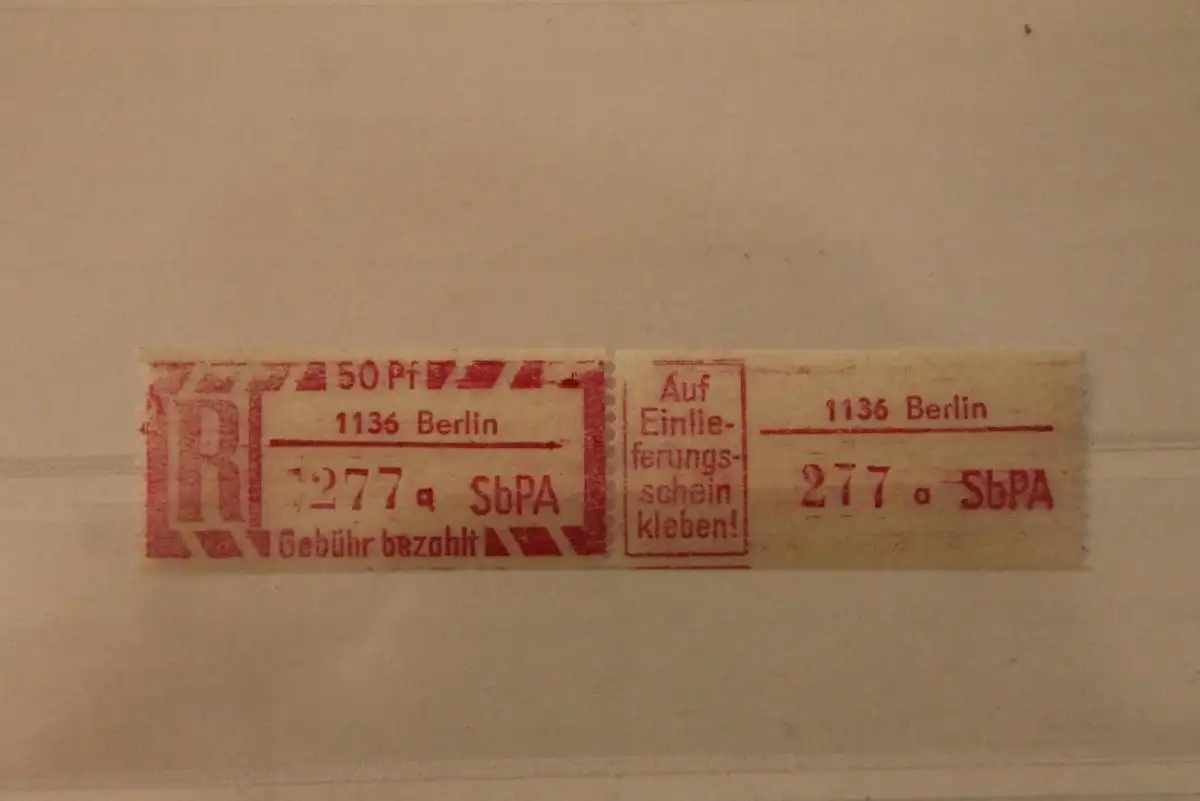 50 Pf
R
1136 Berlin
277 a SbPA
Gebühr bezahlt
Auf
Einlie-
ferungs-
schein
kleben!
1136 Berlin
277 a SbPA